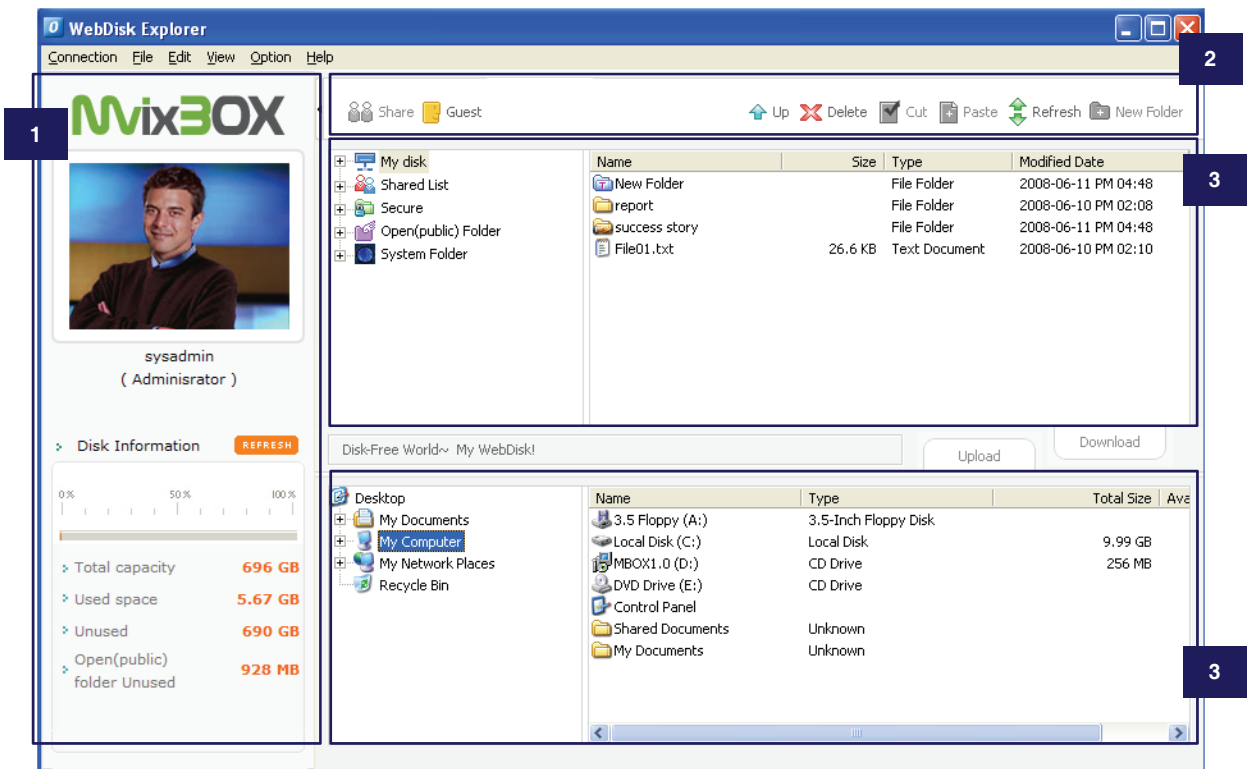 WebDisk Explorer
Connection File Edit View Option Help
2
1
MvixBOX
Share Guest Up Delete Cut Paste Refresh New Folder
3
My disk
Shared List
Secure
Open(public) Folder
System Folder
Name Size Type Modified Date
New Folder File Folder 2008-06-11 PM 04:48
report File Folder 2008-06-10 PM 02:08
success story File Folder 2008-06-11 PM 04:48
File01.txt 26.6 KB Text Document 2008-06-10 PM 02:10
sysadmin
( Adminisrator )
Disk Information REFRESH
0% 50% 100%
Total capacity 696 GB
Used space 5.67 GB
Unused 690 GB
Open(public)
folder Unused 928 MB
Disk-Free World~ My WebDisk!
Upload Download
Desktop
My Documents
My Computer
My Network Places
Recycle Bin
Name Type Total Size Ava
3.5 Floppy (A:) 3.5-Inch Floppy Disk
Local Disk (C:) Local Disk 9.99 GB
MBOX1.0 (D:) CD Drive 256 MB
DVD Drive (E:) CD Drive
Control Panel
Shared Documents Unknown
My Documents Unknown
3